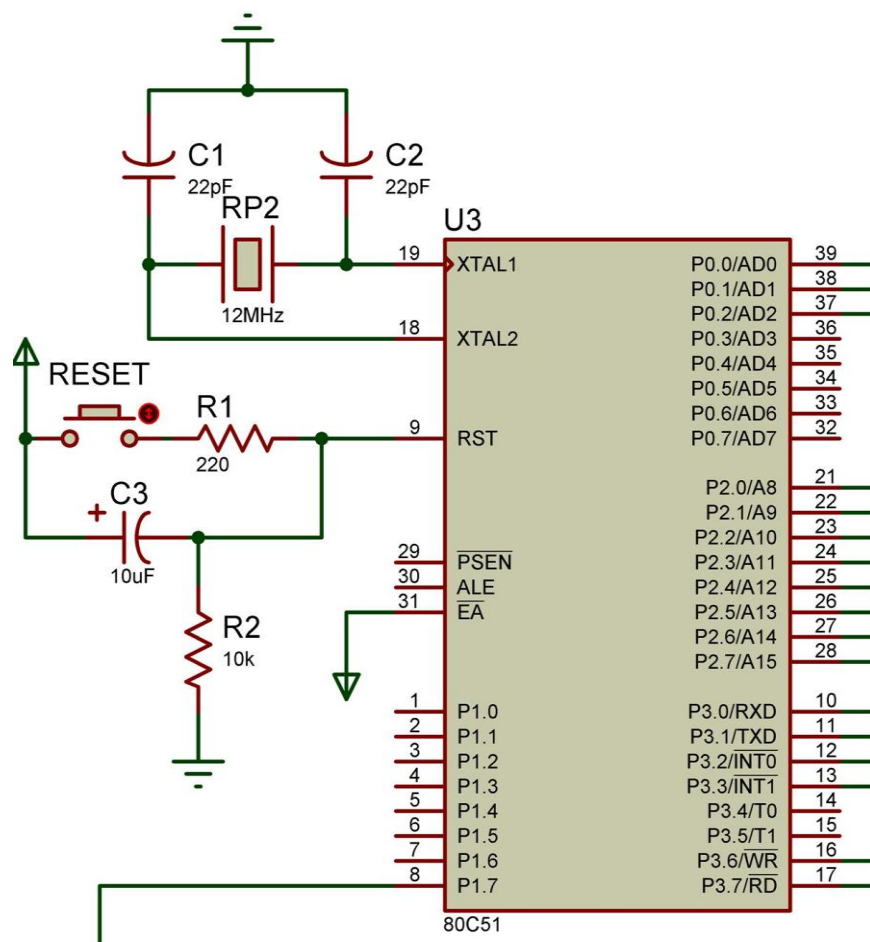 C1
22pF
C2
22pF
RP2
12MHz
U3
19 XTAL1
18 XTAL2
RESET
R1
220
9 RST
C3
+
10uF
29 PSEN
30 ALE
31 EA
R2
10k
1 P1.0
2 P1.1
3 P1.2
4 P1.3
5 P1.4
6 P1.5
7 P1.6
8 P1.7
P0.0/AD0 39
P0.1/AD1 38
P0.2/AD2 37
P0.3/AD3 36
P0.4/AD4 35
P0.5/AD5 34
P0.6/AD6 33
P0.7/AD7 32
P2.0/A8 21
P2.1/A9 22
P2.2/A10 23
P2.3/A11 24
P2.4/A12 25
P2.5/A13 26
P2.6/A14 27
P2.7/A15 28
P3.0/RXD 10
P3.1/TXD 11
P3.2/INT0 12
P3.3/INT1 13
P3.4/T0 14
P3.5/T1 15
P3.6/WR 16
P3.7/RD 17
80C51